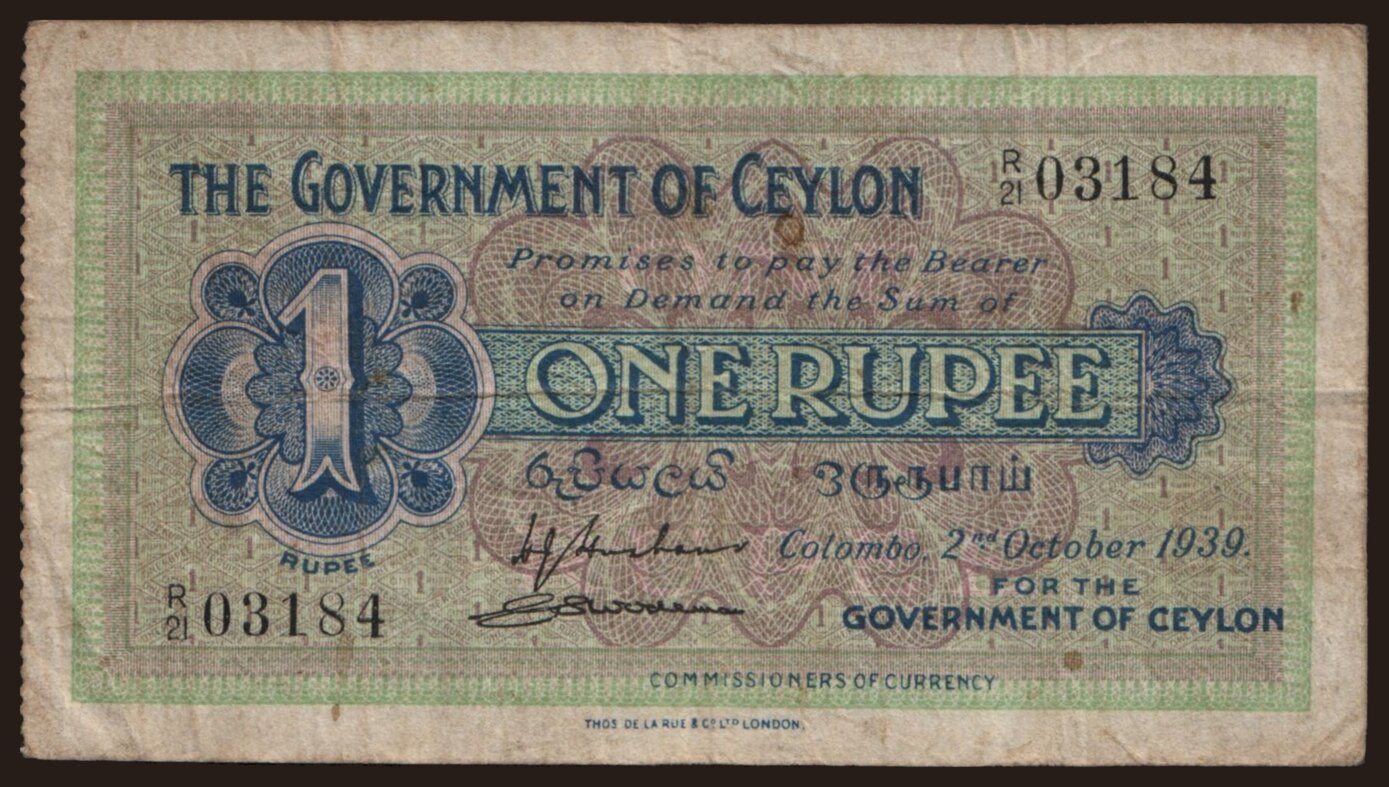 THE GOVERNMENT OF CEYLON
R/21 03184
Promises to pay the Bearer
on Demand the Sum of
1
ONE RUPEE
රුපියලයි ஒருரூபாய்
RUPEE
Colombo, 2nd October 1939.
FOR THE
GOVERNMENT OF CEYLON
R/21 03184
COMMISSIONERS OF CURRENCY
THOS DE LA RUE & CO LTD LONDON.